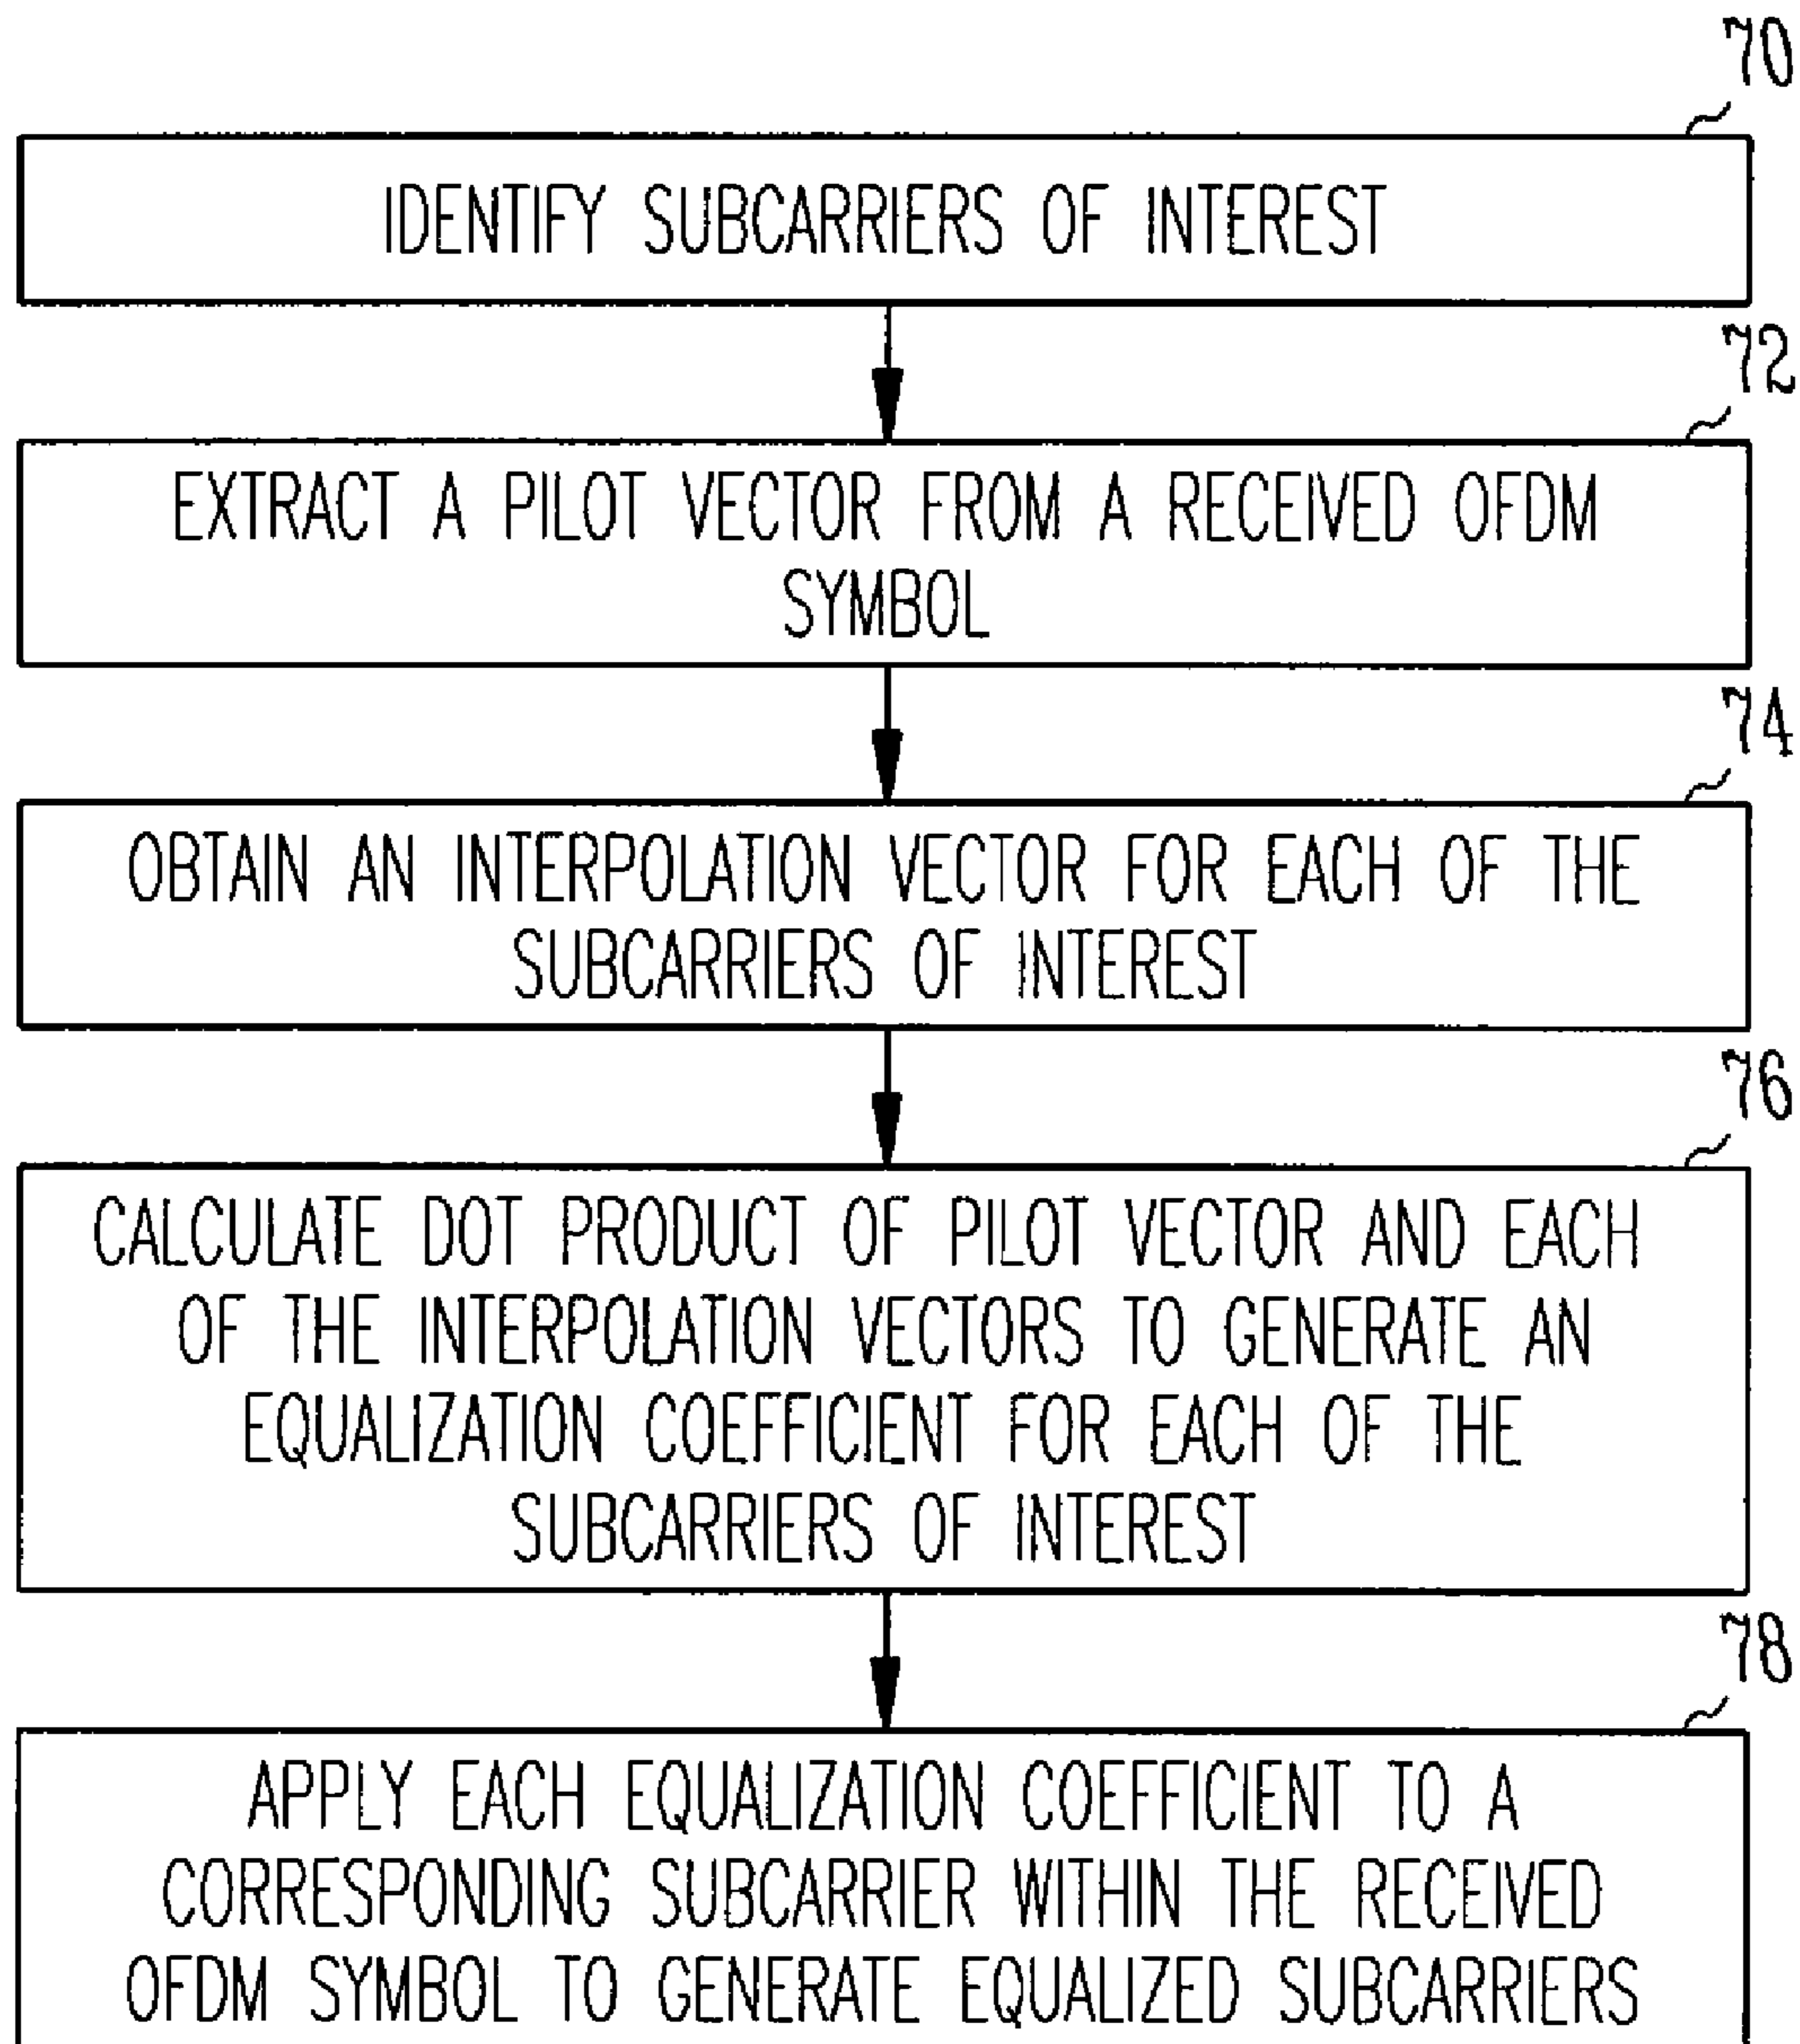 70
IDENTIFY SUBCARRIERS OF INTEREST
72
EXTRACT A PILOT VECTOR FROM A RECEIVED OFDM
SYMBOL
74
OBTAIN AN INTERPOLATION VECTOR FOR EACH OF THE
SUBCARRIERS OF INTEREST
76
CALCULATE DOT PRODUCT OF PILOT VECTOR AND EACH
OF THE INTERPOLATION VECTORS TO GENERATE AN
EQUALIZATION COEFFICIENT FOR EACH OF THE
SUBCARRIERS OF INTEREST
78
APPLY EACH EQUALIZATION COEFFICIENT TO A
CORRESPONDING SUBCARRIER WITHIN THE RECEIVED
OFDM SYMBOL TO GENERATE EQUALIZED SUBCARRIERS